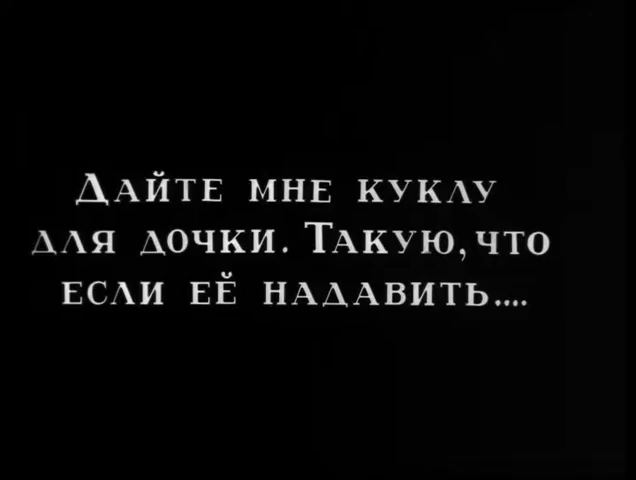 Дайте мне куклу
для дочки. Такую, что
если её надавить....